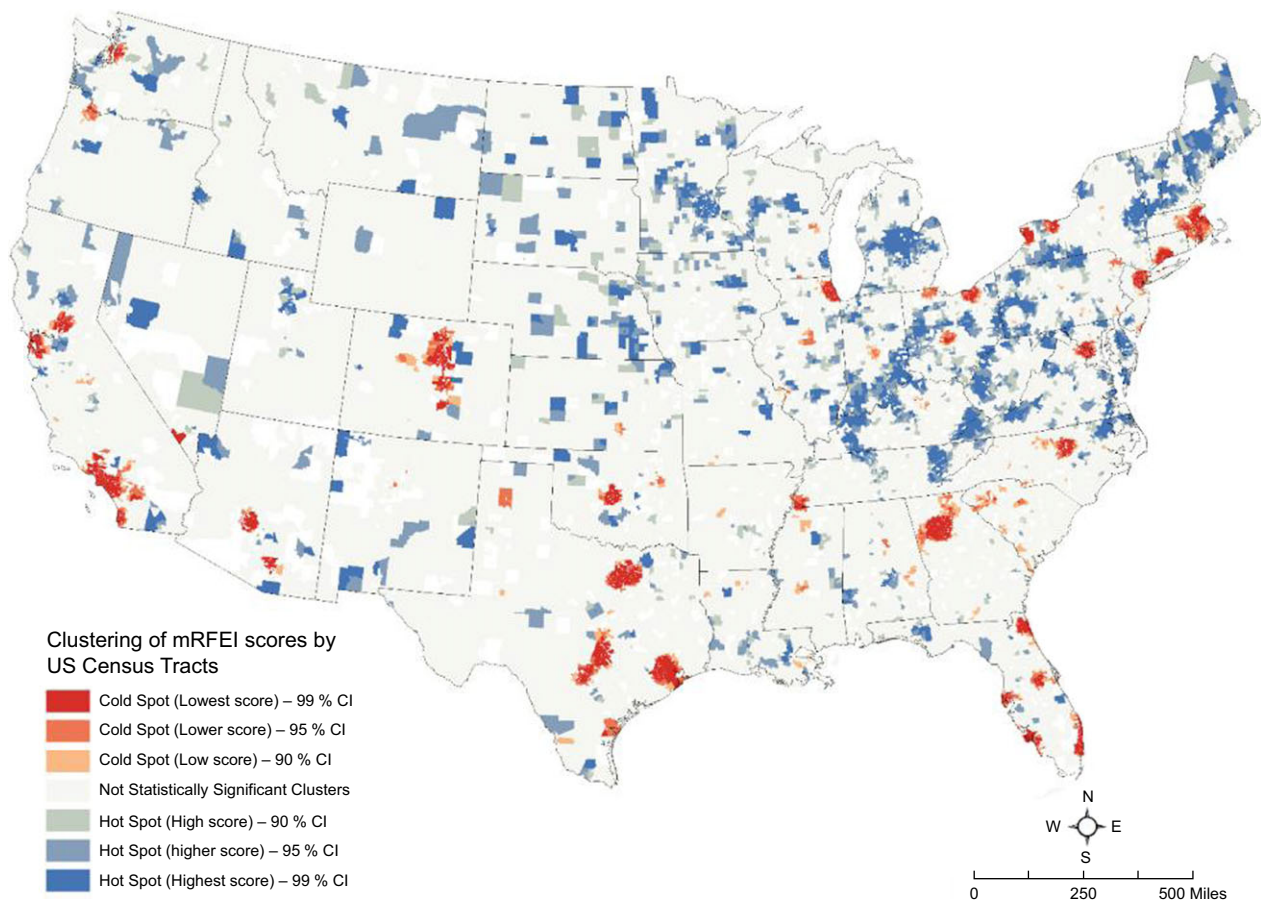 Clustering of mRFEI scores by
US Census Tracts
Cold Spot (Lowest score) – 99 % CI
Cold Spot (Lower score) – 95 % CI
Cold Spot (Low score) – 90 % CI
Not Statistically Significant Clusters
Hot Spot (High score) – 90 % CI
Hot Spot (higher score) – 95 % CI
Hot Spot (Highest score) – 99 % CI
N
W E
S
0 250 500 Miles